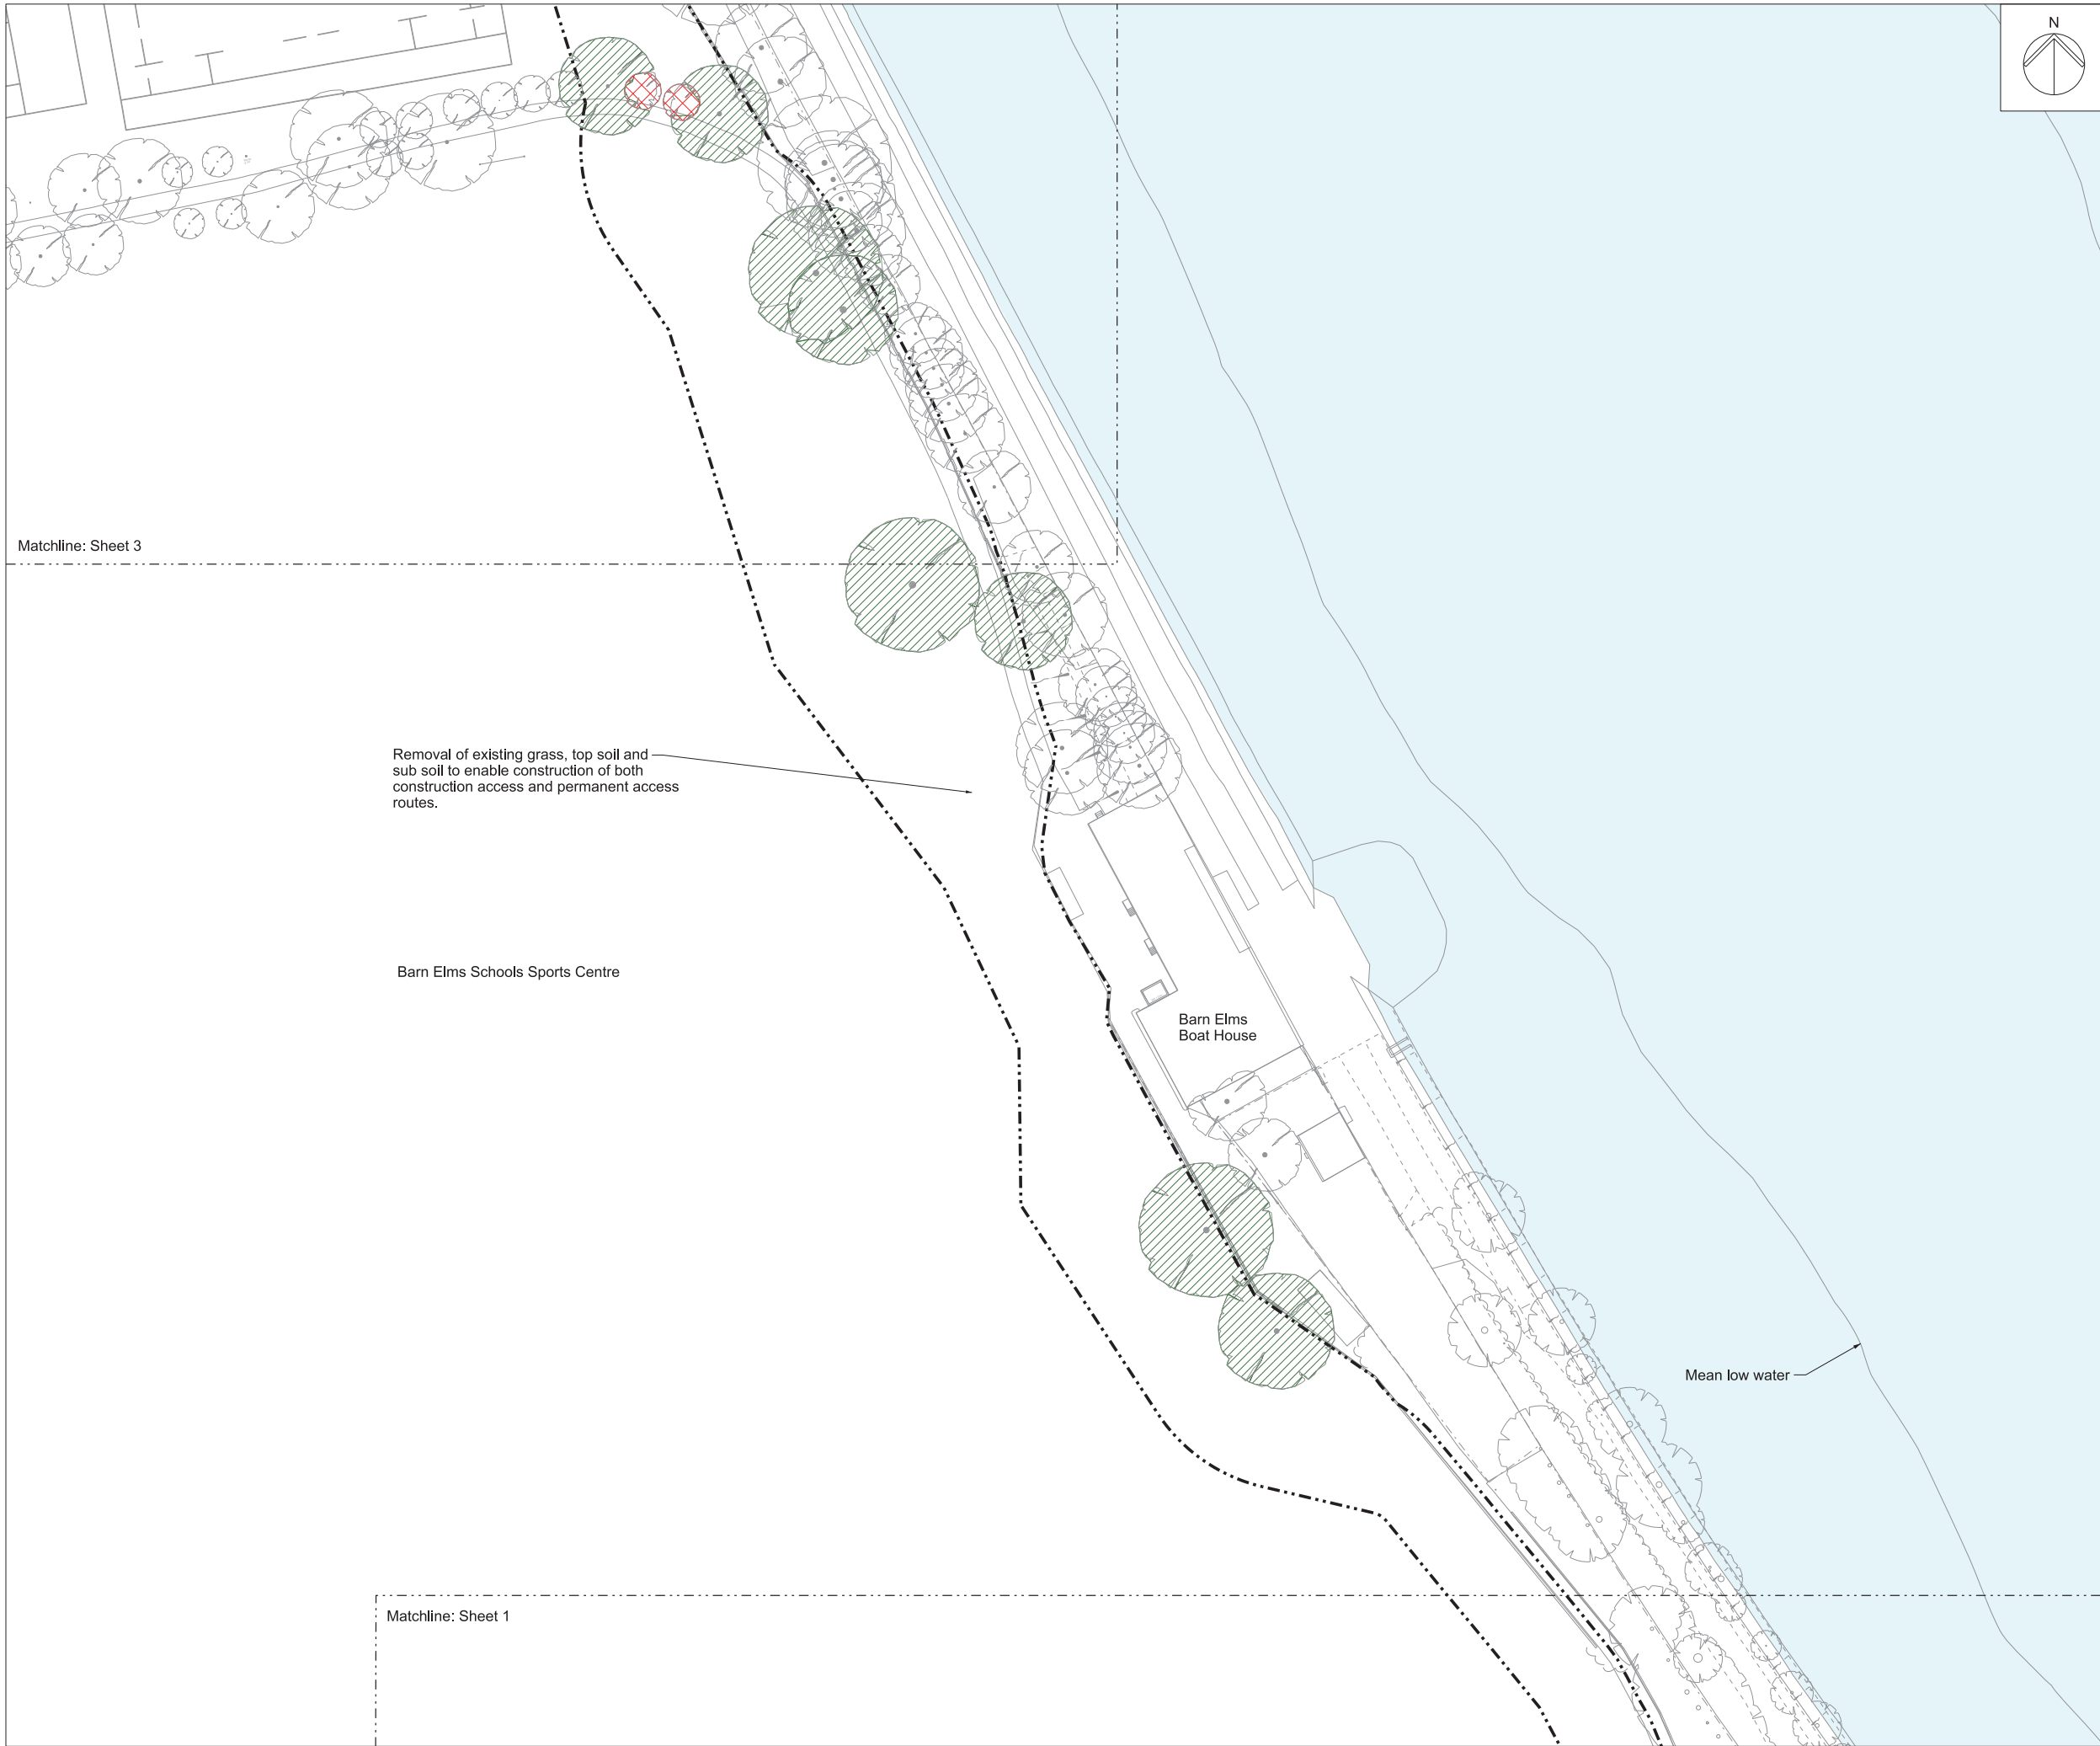 N
Matchline: Sheet 3
Removal of existing grass, top soil and
sub soil to enable construction of both
construction access and permanent access
routes.
Barn Elms Schools Sports Centre
Barn Elms
Boat House
Mean low water
Matchline: Sheet 1